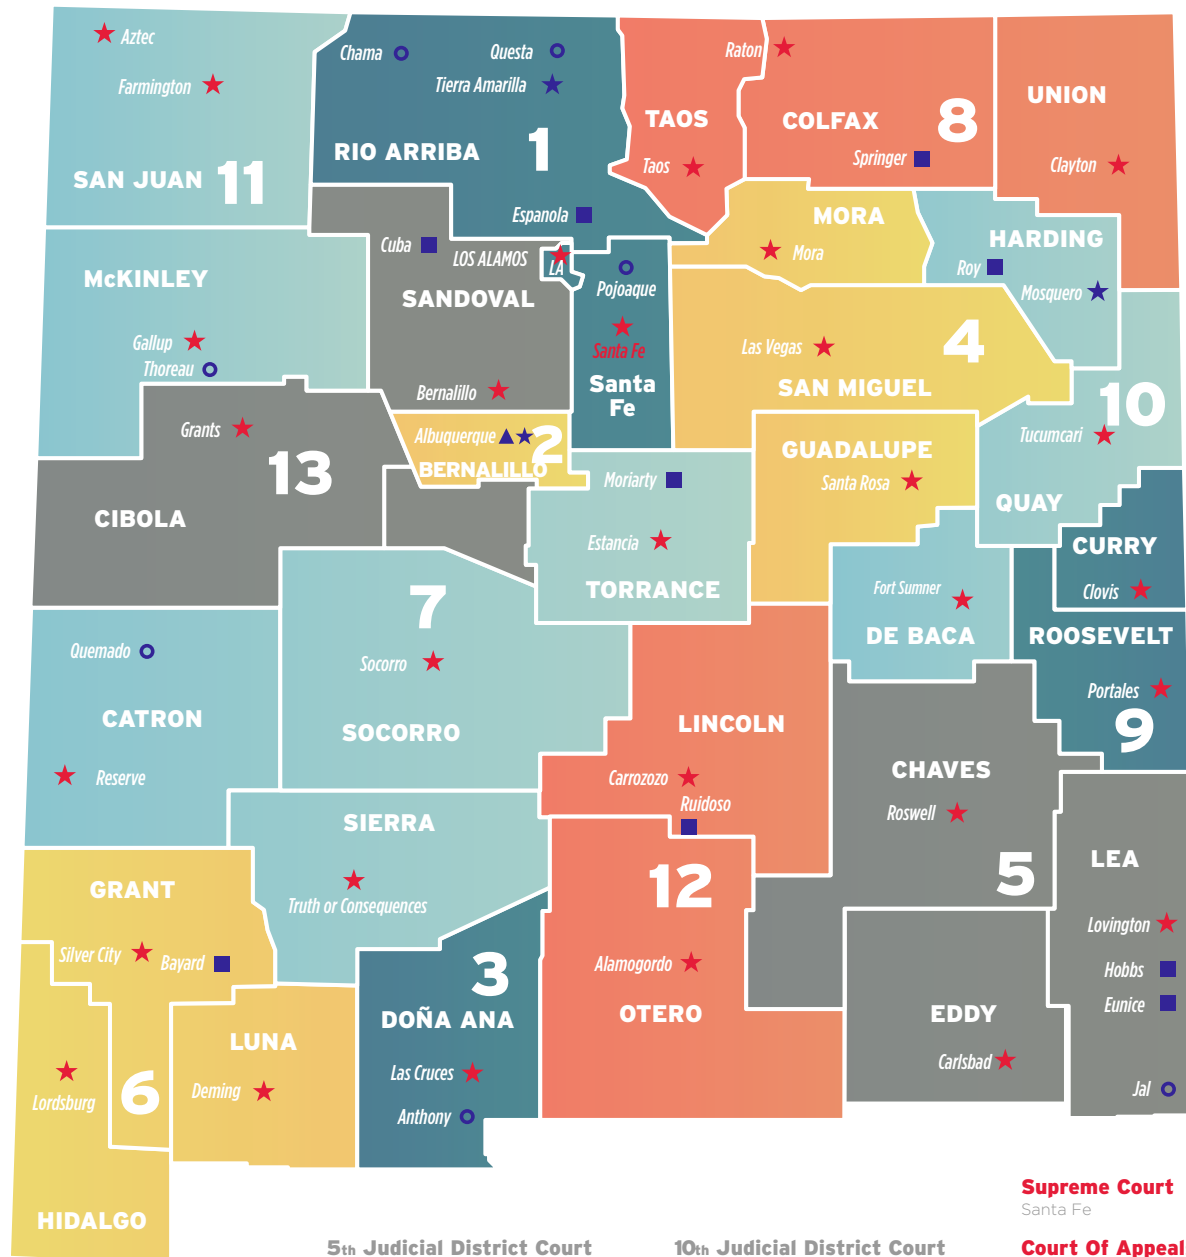 Aztec
Farmington
SAN JUAN 11
Chama
Questa
Tierra Amarilla
RIO ARRIBA 1
Espanola
TAOS
Taos
Raton
COLFAX 8
Springer
UNION
Clayton
McKINLEY
Gallup
Thoreau
Cuba
LOS ALAMOS
LA
SANDOVAL
Bernalillo
Pojoaque
Santa Fe
Santa
Fe
MORA
Mora
HARDING
Roy
Mosquero
Las Vegas
4
SAN MIGUEL
10
Tucumcari
QUAY
Grants
13
CIBOLA
Albuquerque
2
BERNALILLO
Moriarty
Estancia
TORRANCE
GUADALUPE
Santa Rosa
CURRY
Clovis
Fort Sumner
DE BACA
ROOSEVELT
Portales
9
Quemado
CATRON
Reserve
7
Socorro
SOCORRO
LINCOLN
Carrozozo
Ruidoso
CHAVES
Roswell
5
SIERRA
Truth or Consequences
12
Alamogordo
OTERO
LEA
Lovington
Hobbs
Eunice
Jal
EDDY
Carlsbad
GRANT
Silver City
Bayard
LUNA
Deming
6
Lordsburg
HIDALGO
3
DOÑA ANA
Las Cruces
Anthony
Supreme Court
Santa Fe
5th Judicial District Court
10th Judicial District Court
Court Of Appeal